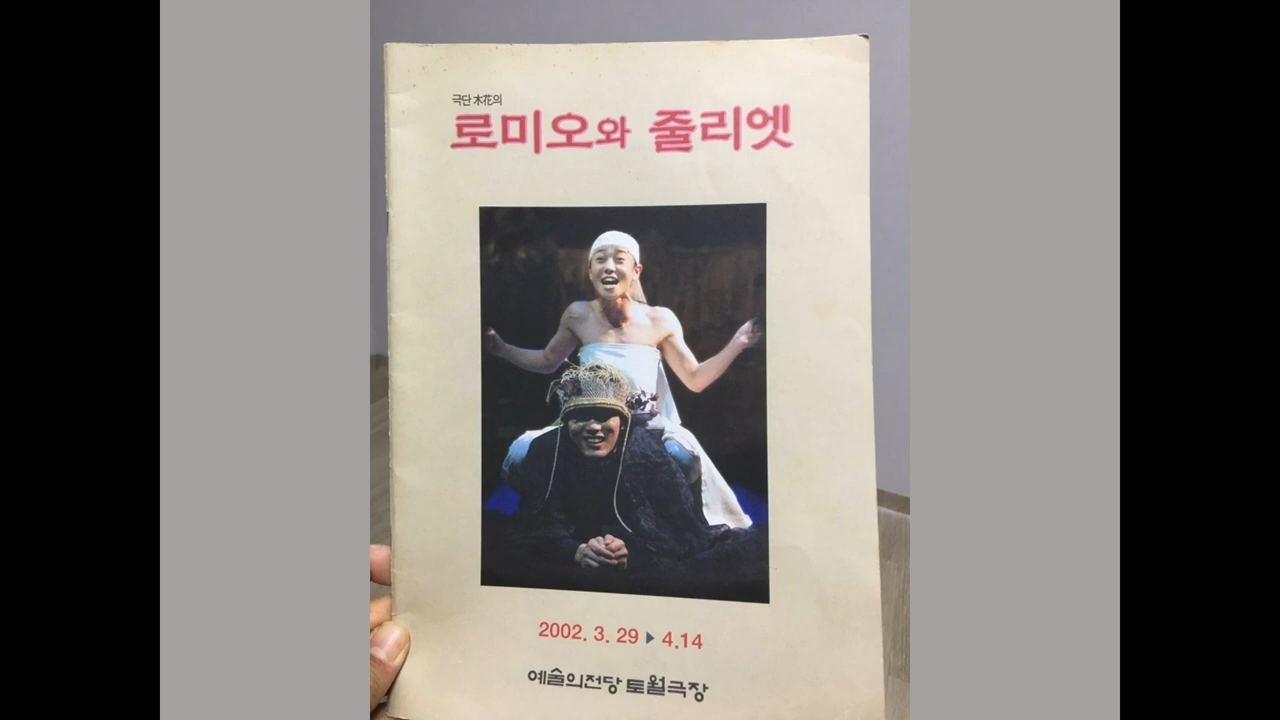 극단 木花의
로미오와 줄리엣
2002. 3. 29 ▶ 4.14
예술의전당 토월극장